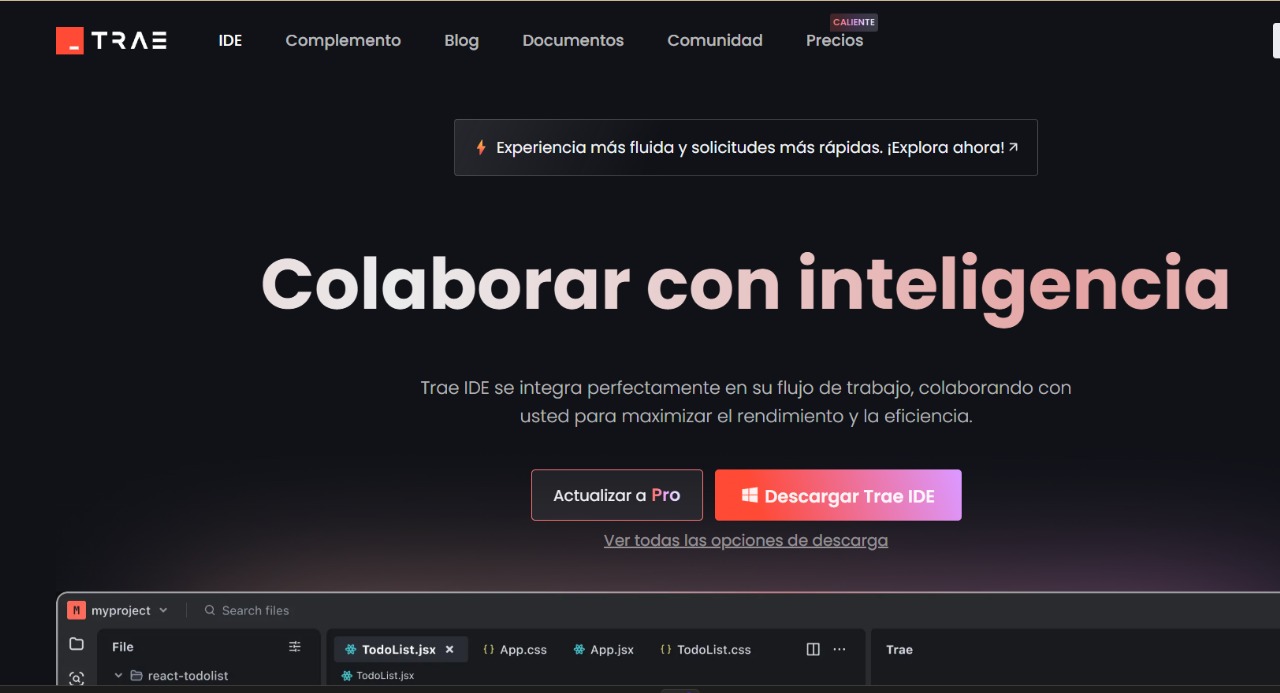 CALIENTE
TRAE IDE Complemento Blog Documentos Comunidad Precios
Experiencia más fluida y solicitudes más rápidas. ¡Explora ahora!
Colaborar con inteligencia
Trae IDE se integra perfectamente en su flujo de trabajo, colaborando con
usted para maximizar el rendimiento y la eficiencia.
Actualizar a Pro Descargar Trae IDE
Ver todas las opciones de descarga
M myproject Search files
File TodoList.jsx {} App.css App.jsx {} TodoList.css Trae
react-todolist TodoList.jsx